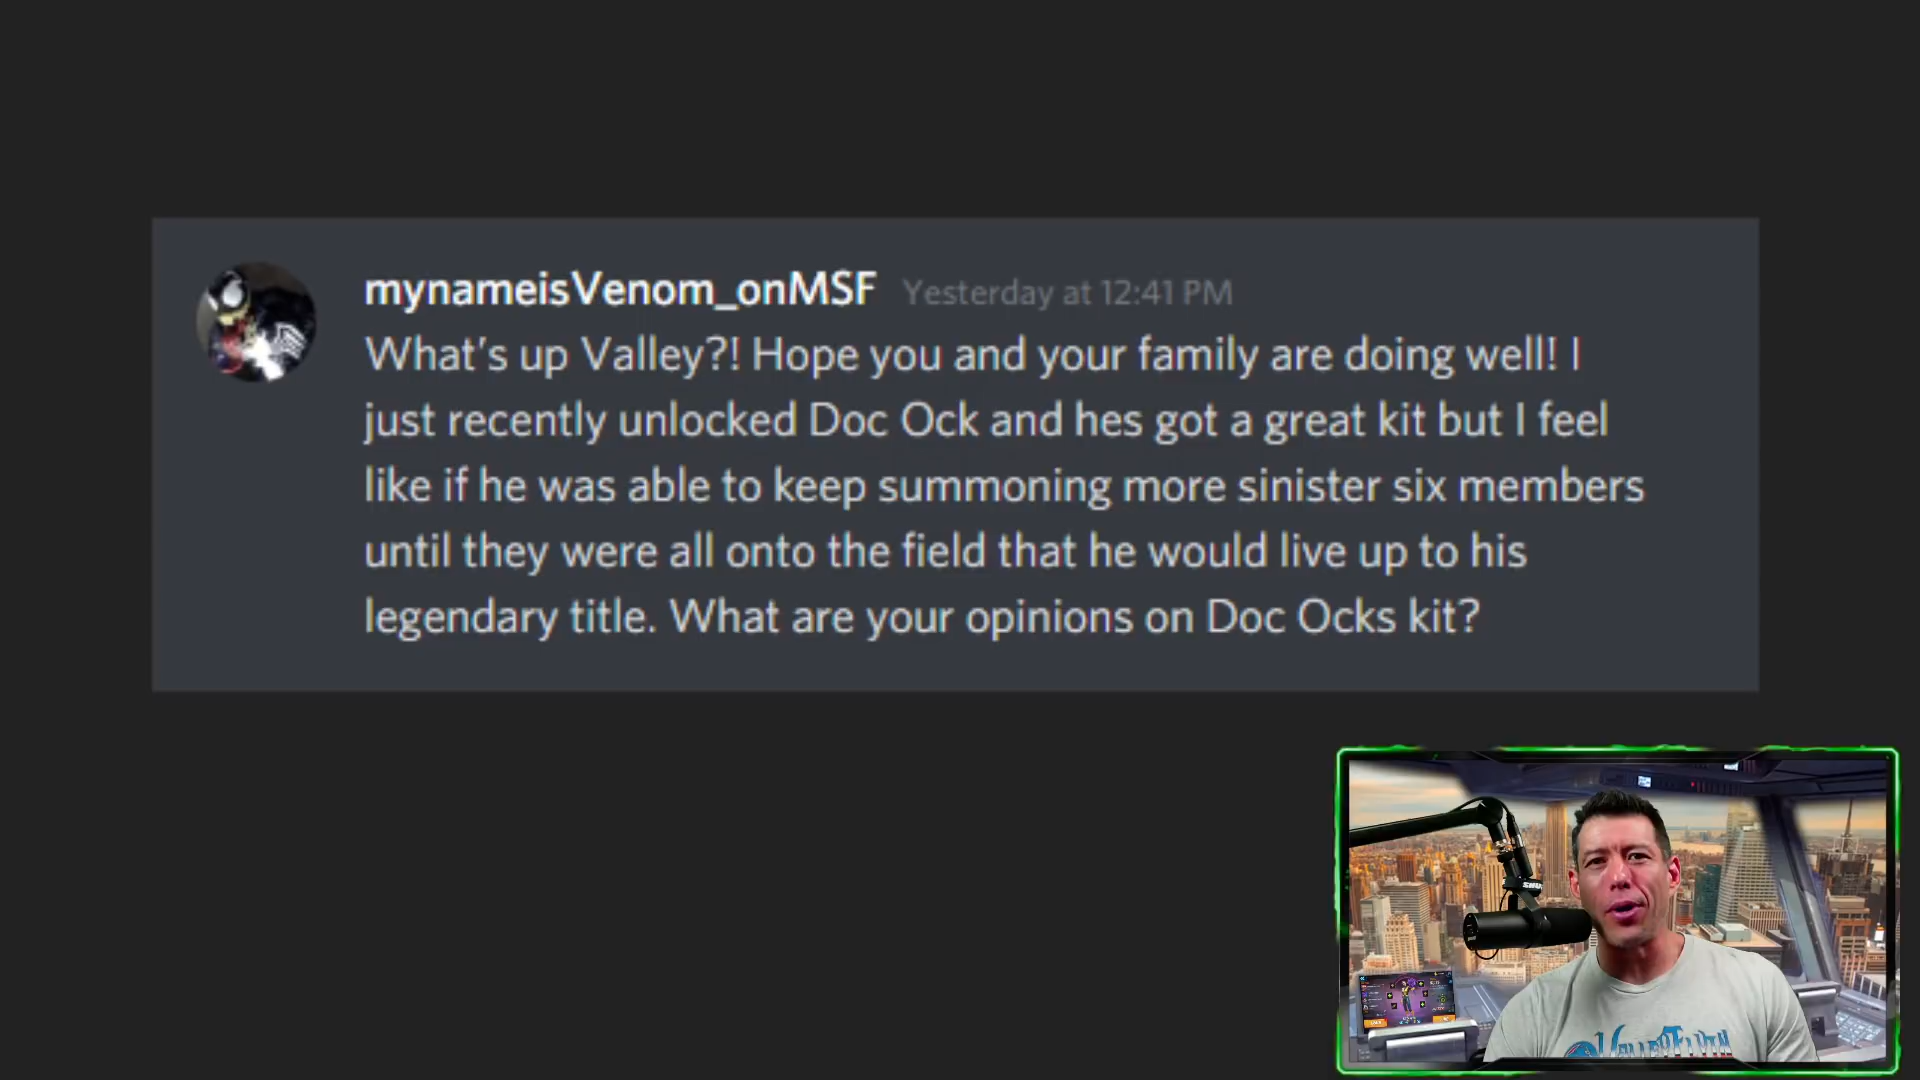 mynameisVenom_onMSF Yesterday at 12:41 PM
What's up Valley?! Hope you and your family are doing well! I
just recently unlocked Doc Ock and hes got a great kit but I feel
like if he was able to keep summoning more sinister six members
until they were all onto the field that he would live up to his
legendary title. What are your opinions on Doc Ocks kit?